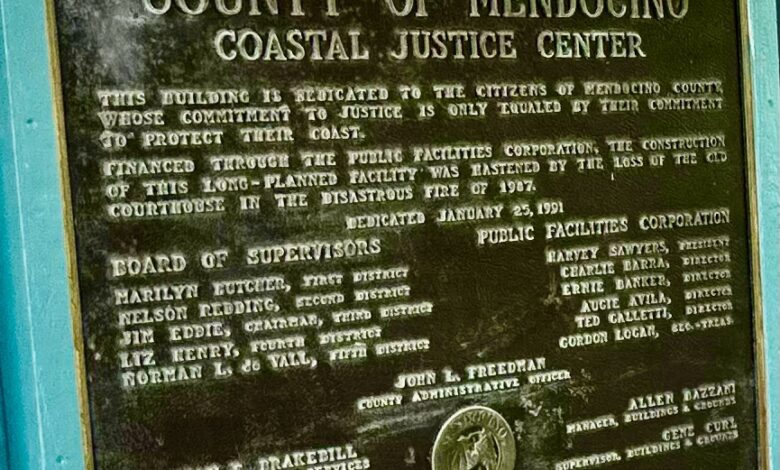 COUNTY OF MENDOCINO
COASTAL JUSTICE CENTER
THIS BUILDING IS DEDICATED TO THE CITIZENS OF MENDOCINO COUNTY
WHOSE COMMITMENT TO JUSTICE IS ONLY EQUALED BY THEIR COMMITMENT
TO PROTECT THEIR COAST.
FINANCED THROUGH THE PUBLIC FACILITIES CORPORATION, THE CONSTRUCTION
OF THIS LONG-PLANNED FACILITY WAS HASTENED BY THE LOSS OF THE OLD
COURTHOUSE IN THE DISASTROUS FIRE OF 1987.
DEDICATED JANUARY 25, 1991
BOARD OF SUPERVISORS
MARILYN BUTCHER, FIRST DISTRICT
NELSON REDDING, SECOND DISTRICT
JIM EDDIE, CHAIRMAN, THIRD DISTRICT
LIZ HENRY, FOURTH DISTRICT
NORMAN L. de VALL, FIFTH DISTRICT
PUBLIC FACILITIES CORPORATION
HARVEY SAWYERS, PRESIDENT
CHARLIE BARRA, DIRECTOR
ERNIE BANKER, DIRECTOR
AUGIE AVILA, DIRECTOR
TED GALLETTI, DIRECTOR
GORDON LOGAN, SEC-TREAS
JOHN L. FREEDMAN
COUNTY ADMINISTRATIVE OFFICER
ALLEN BAZZANI
MANAGER, BUILDINGS & GROUNDS
GENE CURL
SUPERVISOR, BUILDINGS & GROUNDS
BRAKEBILL
SERVICES